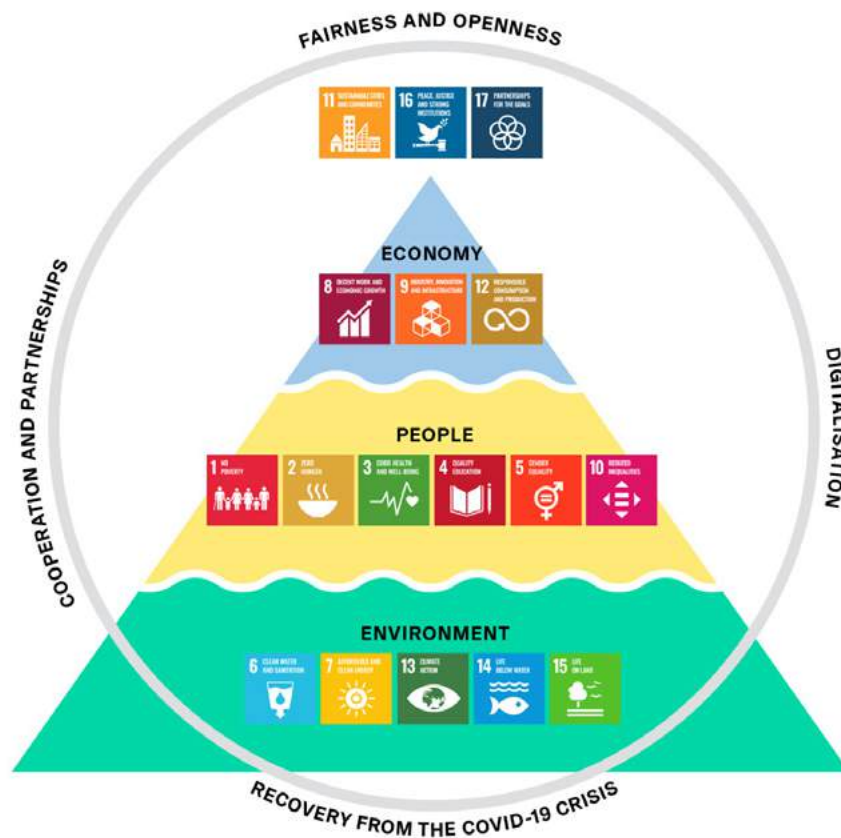 FAIRNESS AND OPENNESS
11 SUSTAINABLE CITIES
AND COMMUNITIES
16 PEACE, JUSTICE
AND STRONG
INSTITUTIONS
17 PARTNERSHIPS
FOR THE GOALS
COOPERATION AND PARTNERSHIPS
DIGITALISATION
ECONOMY
8 DECENT WORK AND
ECONOMIC GROWTH
9 INDUSTRY, INNOVATION
AND INFRASTRUCTURE
12 RESPONSIBLE
CONSUMPTION
AND PRODUCTION
PEOPLE
1 NO
POVERTY
2 ZERO
HUNGER
3 GOOD HEALTH
AND WELL-BEING
4 QUALITY
EDUCATION
5 GENDER
EQUALITY
10 REDUCED
INEQUALITIES
ENVIRONMENT
6 CLEAN WATER
AND SANITATION
7 AFFORDABLE AND
CLEAN ENERGY
13 CLIMATE
ACTION
14 LIFE
BELOW WATER
15 LIFE
ON LAND
RECOVERY FROM THE COVID-19 CRISIS